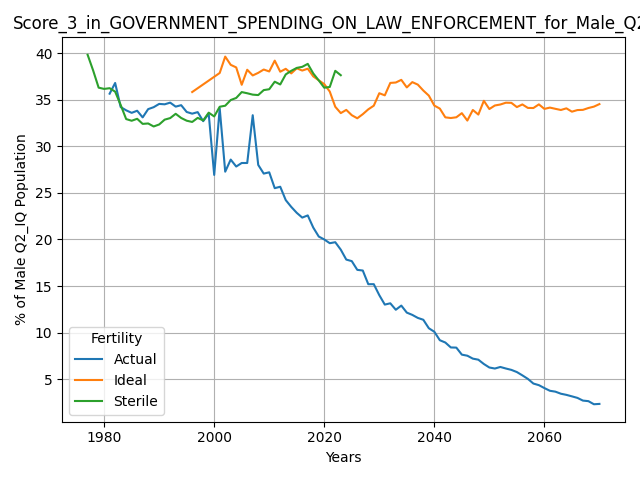 Score_3_in_GOVERNMENT_SPENDING_ON_LAW_ENFORCEMENT_for_Male_Q2
% of Male Q2_IQ Population
40
35
30
25
20
15
10
5
Fertility
Actual
Ideal
Sterile
1980 2000 2020 2040 2060
Years